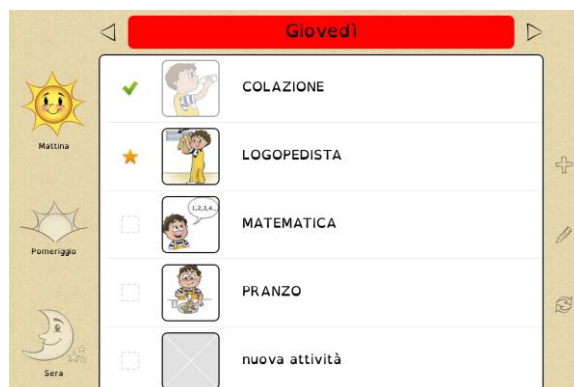 Giovedì
Mattina
Pomeriggio
Sera
COLAZIONE
LOGOPEDISTA
1,2,3,4...
MATEMATICA
PRANZO
nuova attività